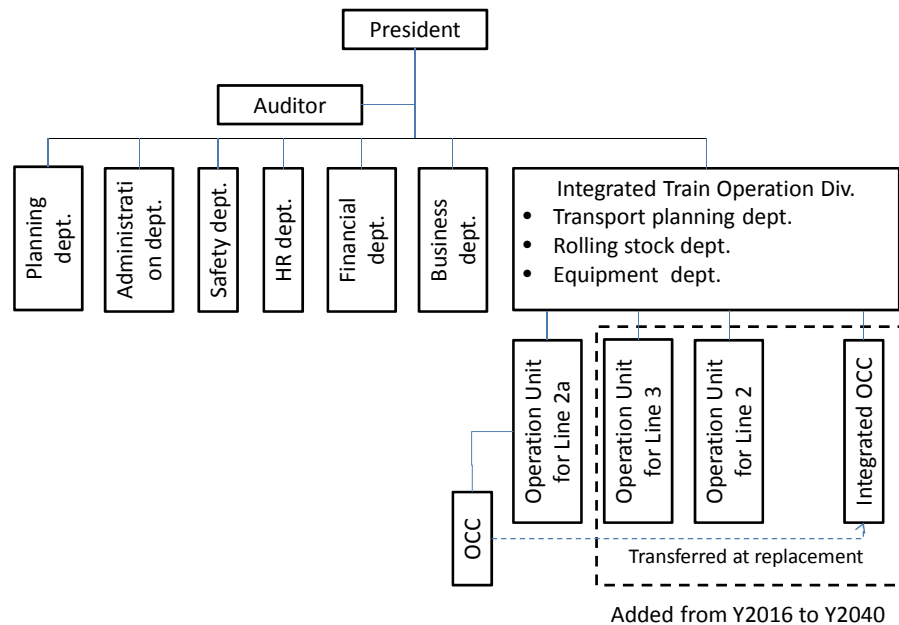 President
Auditor
Planning
dept.
Administrati
on dept.
Safety dept.
HR dept.
Financial
dept.
Business
dept.
Integrated Train Operation Div.
• Transport planning dept.
• Rolling stock dept.
• Equipment dept.
Operation Unit
for Line 2a
Operation Unit
for Line 3
Operation Unit
for Line 2
Integrated OCC
OCC
Transferred at replacement
Added from Y2016 to Y2040